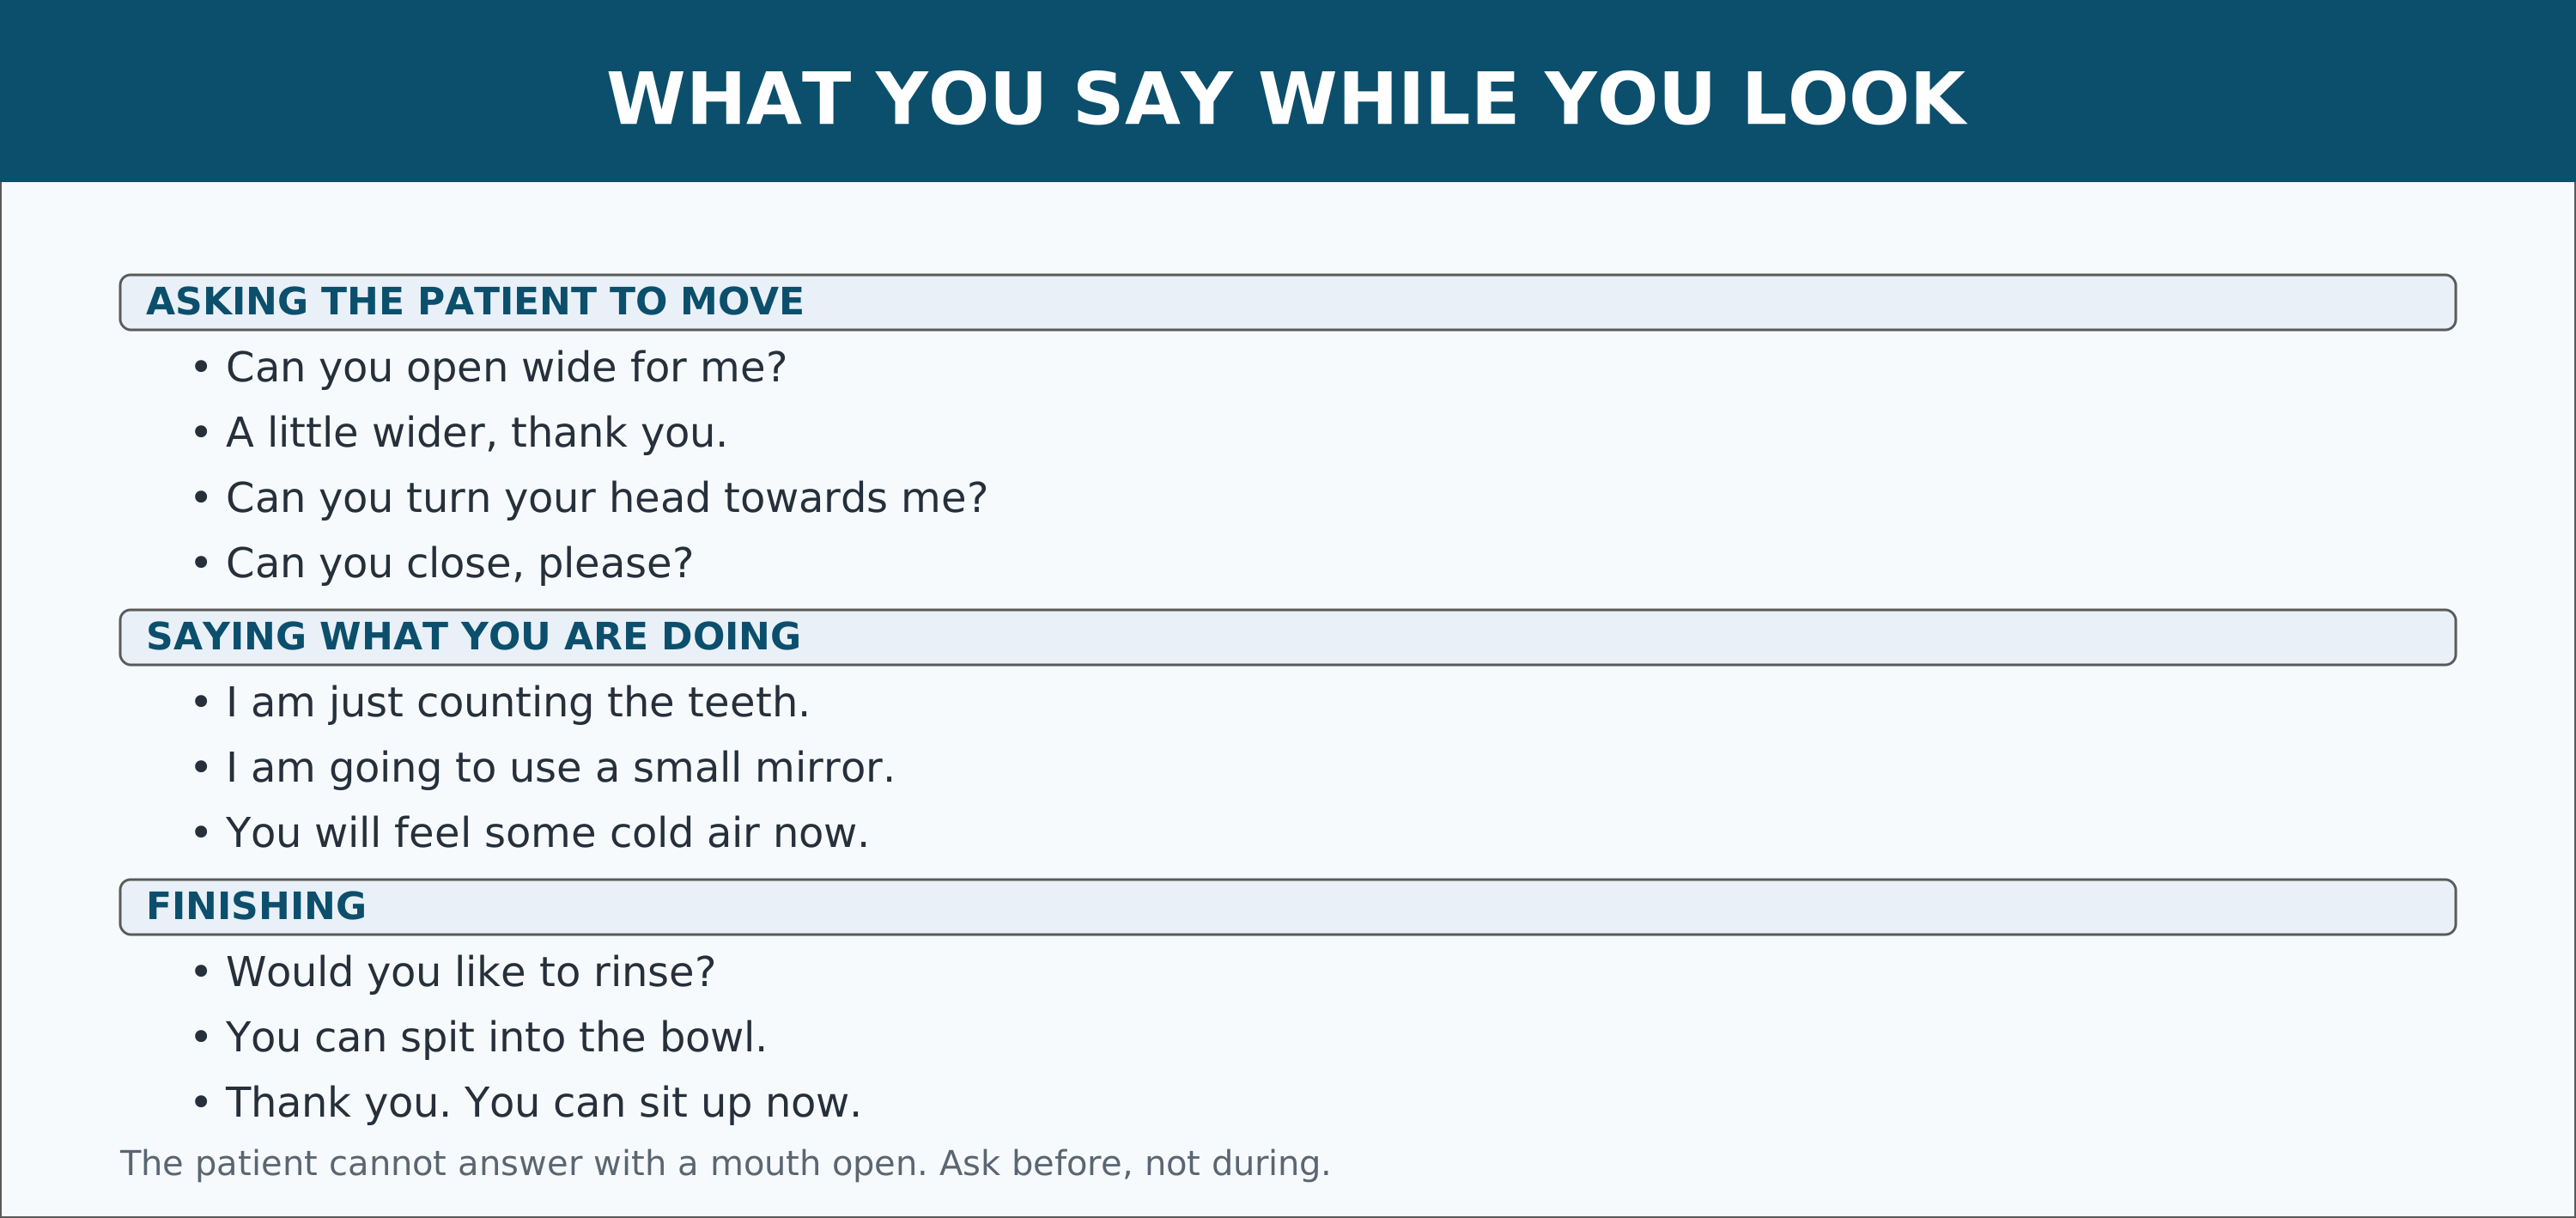 WHAT YOU SAY WHILE YOU LOOK
ASKING THE PATIENT TO MOVE
• Can you open wide for me?
• A little wider, thank you.
• Can you turn your head towards me?
• Can you close, please?
SAYING WHAT YOU ARE DOING
• I am just counting the teeth.
• I am going to use a small mirror.
• You will feel some cold air now.
FINISHING
• Would you like to rinse?
• You can spit into the bowl.
• Thank you. You can sit up now.
The patient cannot answer with a mouth open. Ask before, not during.